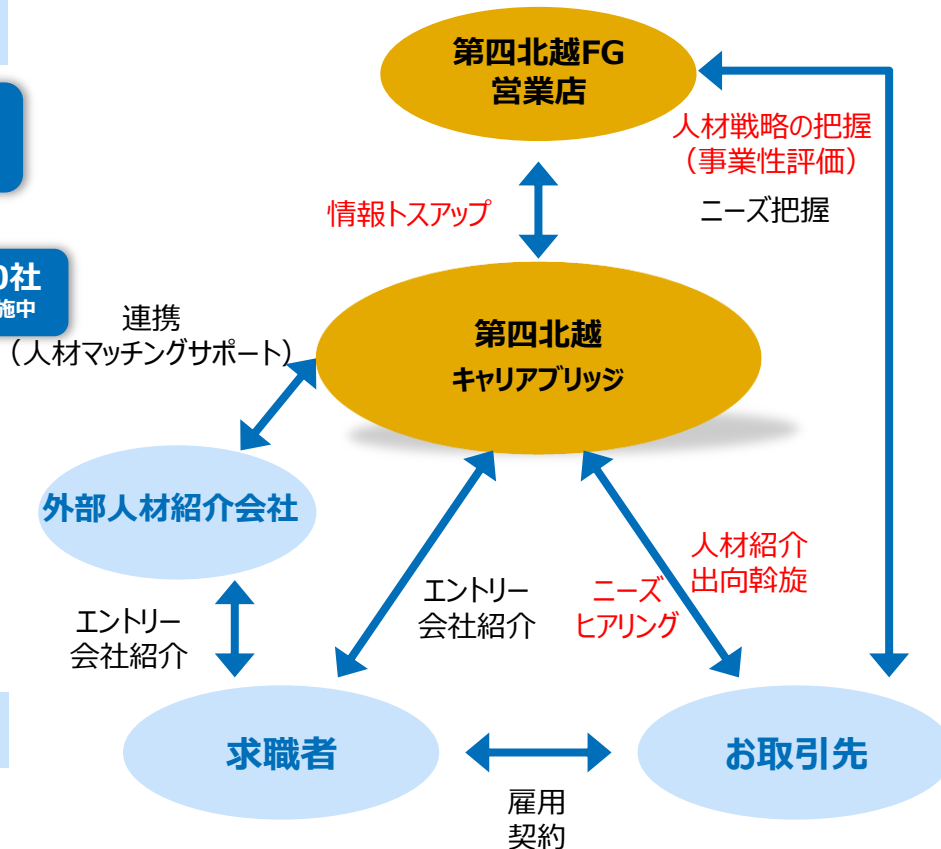 第四北越FG
営業店
人材戦略の把握
（事業性評価）
ニーズ把握
情報トスアップ
0社
施中
連携
（人材マッチングサポート）
第四北越
キャリアブリッジ
外部人材紹介会社
人材紹介
出向斡旋
エントリー
会社紹介
ニーズ
ヒアリング
エントリー
会社紹介
求職者
お取引先
雇用
契約